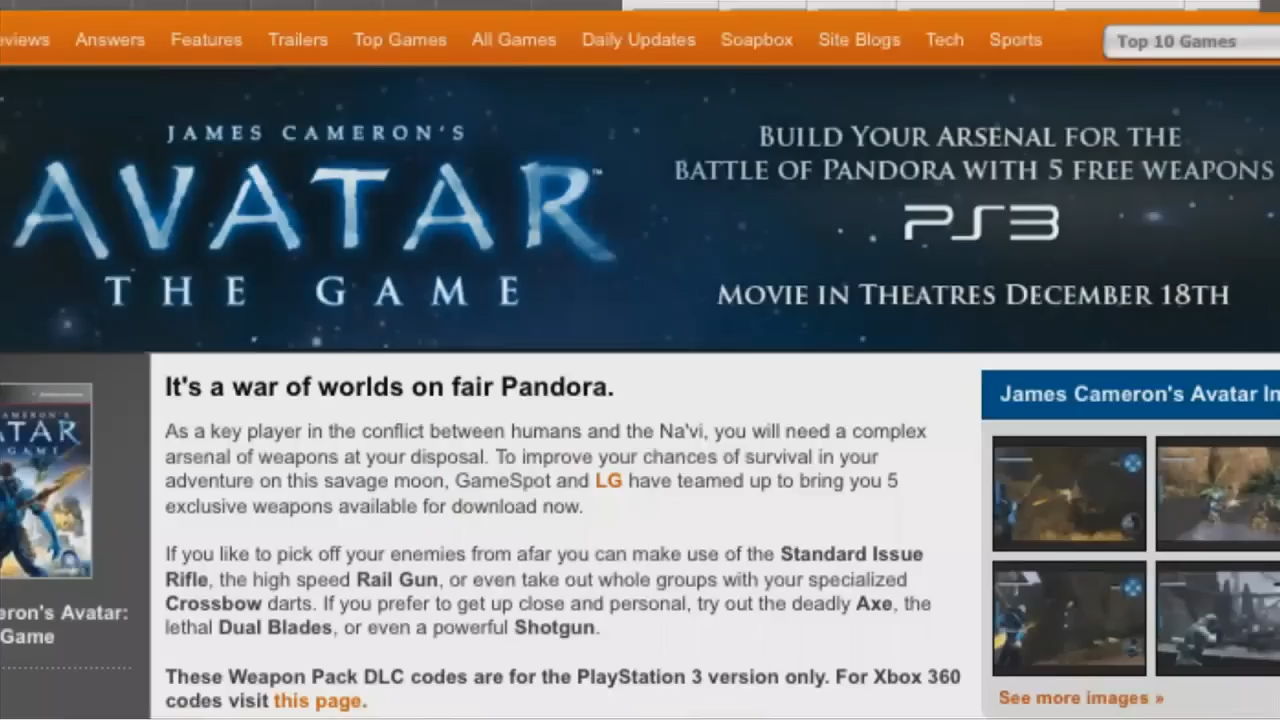 Answers Features Trailers Top Games All Games Daily Updates Soapbox Site Blogs Tech Sports Top 10 Games
JAMES CAMERON'S
AVATAR™
THE GAME
BUILD YOUR ARSENAL FOR THE
BATTLE OF PANDORA WITH 5 FREE WEAPONS
PS3
MOVIE IN THEATRES DECEMBER 18TH
It's a war of worlds on fair Pandora.
As a key player in the conflict between humans and the Na'vi, you will need a complex
arsenal of weapons at your disposal. To improve your chances of survival in your
adventure on this savage moon, GameSpot and LG have teamed up to bring you 5
exclusive weapons available for download now.
If you like to pick off your enemies from afar you can make use of the Standard Issue
Rifle, the high speed Rail Gun, or even take out whole groups with your specialized
Crossbow darts. If you prefer to get up close and personal, try out the deadly Axe, the
lethal Dual Blades, or even a powerful Shotgun.
These Weapon Pack DLC codes are for the PlayStation 3 version only. For Xbox 360
codes visit this page.
eron's Avatar:
Game
James Cameron's Avatar In
See more images »